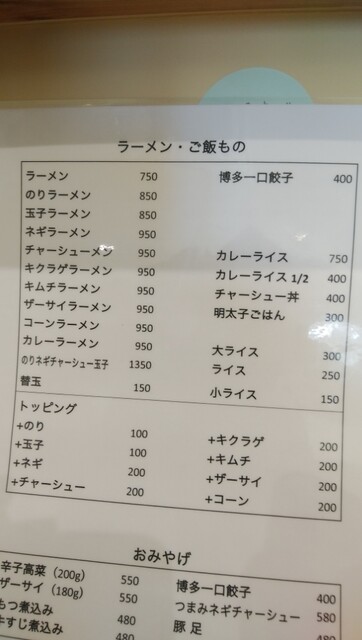 ラーメン・ご飯もの
ラーメン 750
のりラーメン 850
玉子ラーメン 850
ネギラーメン 950
チャーシューメン 950
キクラゲラーメン 950
キムチラーメン 950
ザーサイラーメン 950
コーンラーメン 950
カレーラーメン 950
のりネギチャーシュー玉子 1350
替玉 150
博多一口餃子 400
カレーライス 750
カレーライス 1/2 400
チャーシュー丼 400
明太子ごはん 300
大ライス 300
ライス 250
小ライス 150
トッピング
+のり 100
+玉子 100
+ネギ 200
+チャーシュー 200
+キクラゲ 200
+キムチ 200
+ザーサイ 200
+コーン 200
おみやげ
辛子高菜（200g） 550
ザーサイ（180g） 550
もつ煮込み 480
牛すじ煮込み 480
博多一口餃子 400
つまみネギチャーシュー 580
豚足 480